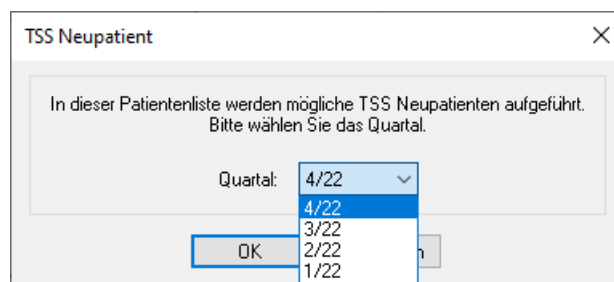 TSS Neupatient
In dieser Patientenliste werden mögliche TSS Neupatienten aufgeführt.
Bitte wählen Sie das Quartal.
Quartal: 4/22
4/22
3/22
2/22
1/22
OK